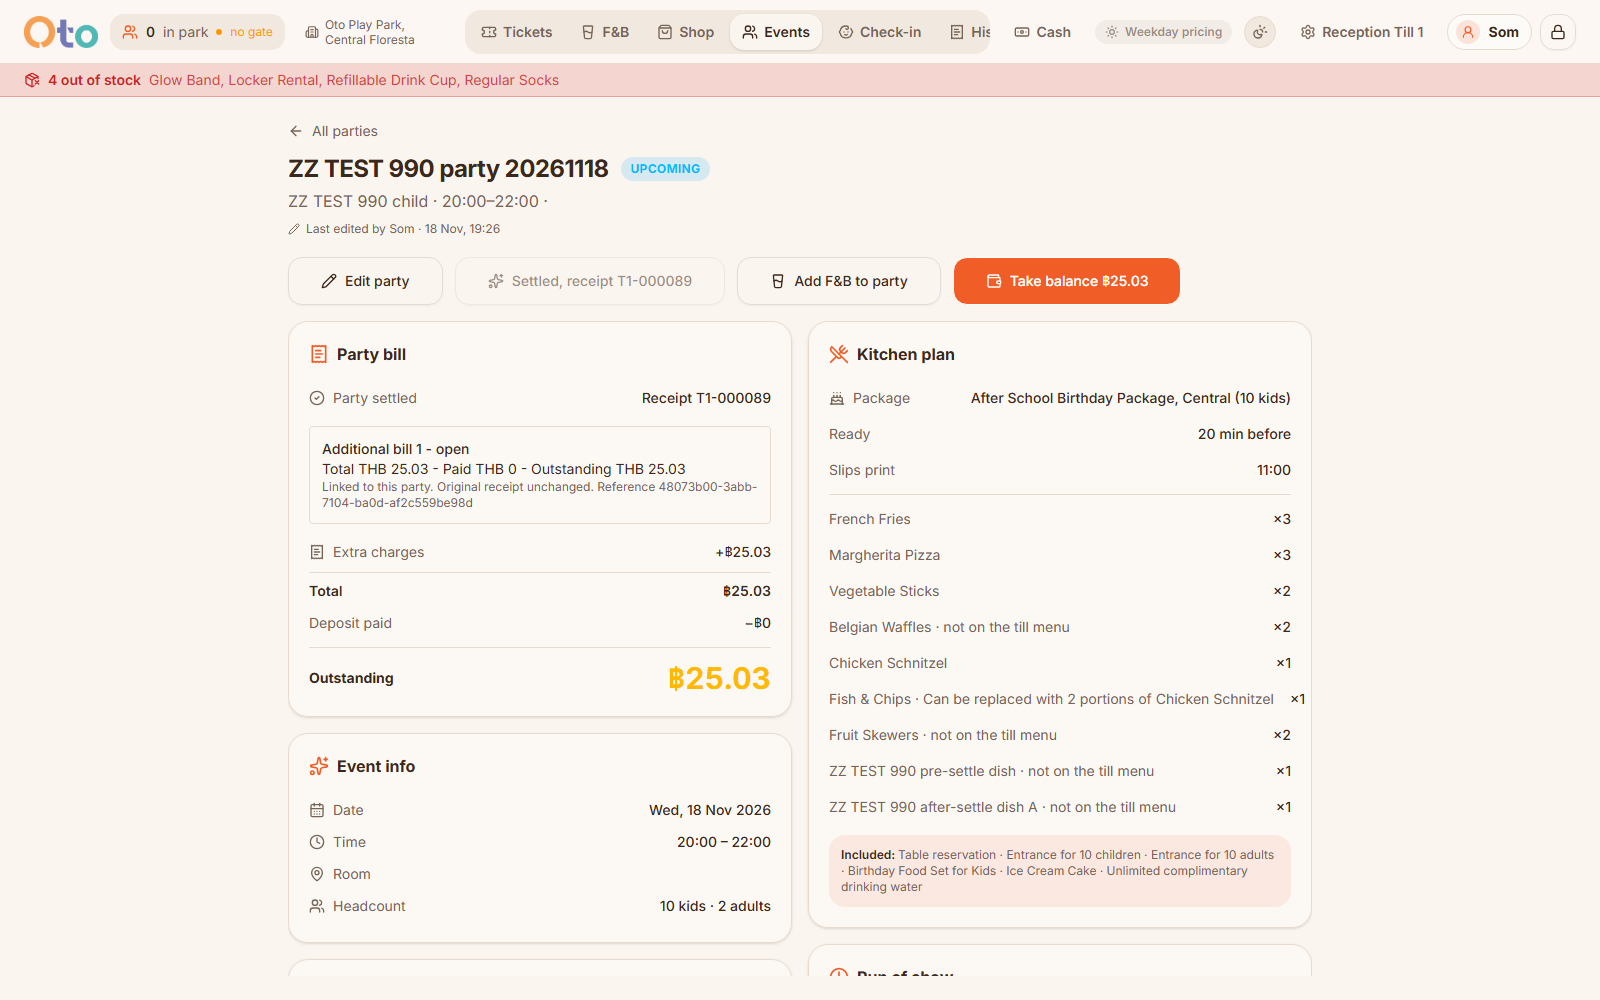 Oto
0 in park • no gate
Oto Play Park,
Central Floresta
Tickets
F&B
Shop
Events
Check-in
His
Cash
Weekday pricing
Reception Till 1
Som
4 out of stock Glow Band, Locker Rental, Refillable Drink Cup, Regular Socks
All parties
ZZ TEST 990 party 20261118
UPCOMING
ZZ TEST 990 child · 20:00–22:00 ·
Last edited by Som · 18 Nov, 19:26
Edit party
Settled, receipt T1-000089
Add F&B to party
Take balance ฿25.03
Party bill
Party settled Receipt T1-000089
Additional bill 1 - open
Total THB 25.03 - Paid THB 0 - Outstanding THB 25.03
Linked to this party. Original receipt unchanged. Reference 48073b00-3abb-
7104-ba0d-af2c559be98d
Extra charges +฿25.03
Total ฿25.03
Deposit paid –฿0
Outstanding ฿25.03
Event info
Date Wed, 18 Nov 2026
Time 20:00 – 22:00
Room
Headcount 10 kids · 2 adults
Kitchen plan
Package After School Birthday Package, Central (10 kids)
Ready 20 min before
Slips print 11:00
French Fries ×3
Margherita Pizza ×3
Vegetable Sticks ×2
Belgian Waffles · not on the till menu ×2
Chicken Schnitzel ×1
Fish & Chips · Can be replaced with 2 portions of Chicken Schnitzel ×1
Fruit Skewers · not on the till menu ×2
ZZ TEST 990 pre-settle dish · not on the till menu ×1
ZZ TEST 990 after-settle dish A · not on the till menu ×1
Included: Table reservation · Entrance for 10 children · Entrance for 10 adults
· Birthday Food Set for Kids · Ice Cream Cake · Unlimited complimentary
drinking water
Run of show